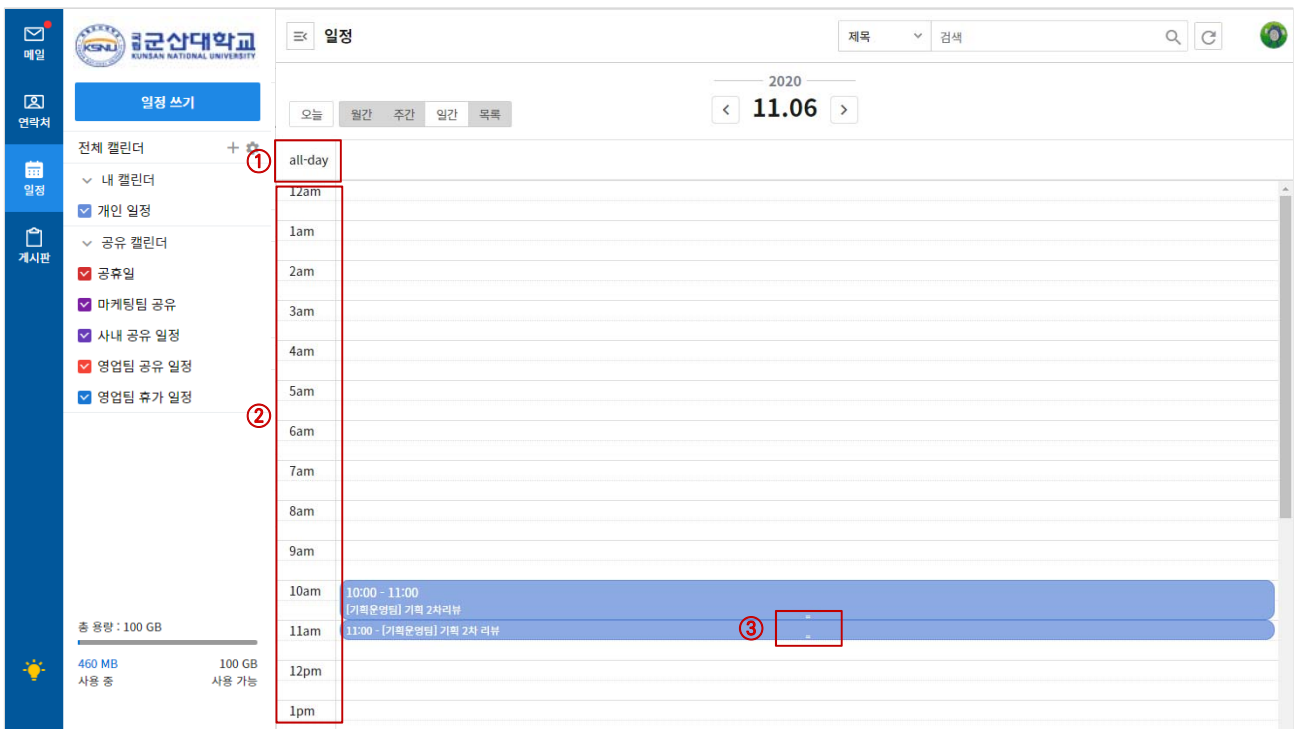 메일
연락처
일정
게시판
KSNU
국립군산대학교
KUNSAN NATIONAL UNIVERSITY
일정 쓰기
전체 캘린더
내 캘린더
개인 일정
공유 캘린더
공휴일
마케팅팀 공유
사내 공유 일정
영업팀 공유 일정
영업팀 휴가 일정
총 용량 : 100 GB
460 MB 100 GB
사용 중 사용 가능
일정
제목 검색
2020
11.06
오늘 월간 주간 일간 목록
①
all-day
②
12am
1am
2am
3am
4am
5am
6am
7am
8am
9am
10am
11am
12pm
1pm
10:00 - 11:00
[기획운영팀] 기획 2차리뷰
11:00 - [기획운영팀] 기획 2차 리뷰
③